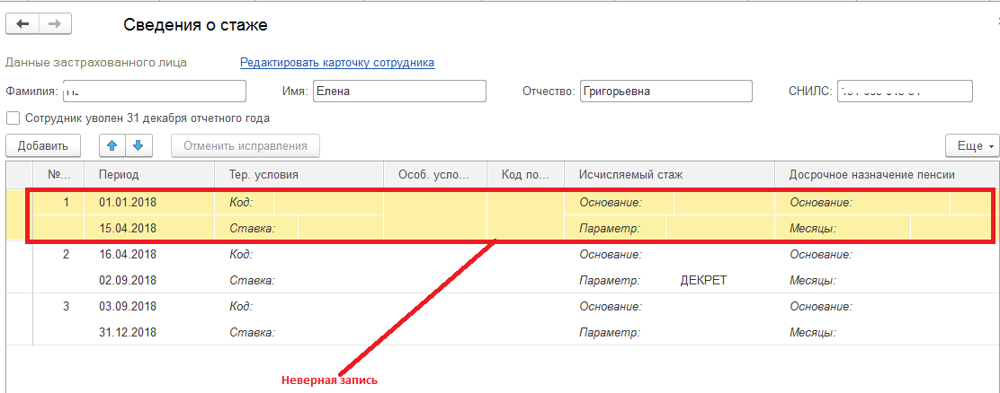 Сведения о стаже
Данные застрахованного лица Редактировать карточку сотрудника
Фамилия: Имя: Елена Отчество: Григорьевна СНИЛС:
Сотрудник уволен 31 декабря отчетного года
Добавить Отменить исправления Еще
№... Период Тер. условия Особ. усло... Код по... Исчисляемый стаж Досрочное назначение пенсии
1 01.01.2018 Код: Основание: Основание:
15.04.2018 Ставка: Параметр: Месяцы:
2 16.04.2018 Код: Основание: Основание:
02.09.2018 Ставка: Параметр: ДЕКРЕТ Месяцы:
3 03.09.2018 Код: Основание: Основание:
31.12.2018 Ставка: Параметр: Месяцы:
Неверная запись